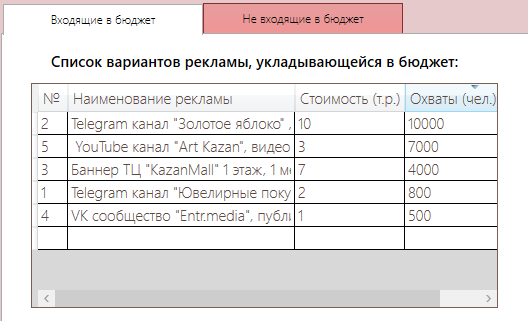 Входящие в бюджет Не входящие в бюджет
Список вариантов рекламы, укладывающейся в бюджет:
№ Наименование рекламы Стоимость (т.р.) Охваты (чел.)
2 Telegram канал "Золотое яблоко" , 10 10000
5 YouTube канал "Art Kazan", видео 3 7000
3 Баннер ТЦ "KazanMall" 1 этаж, 1 ме 7 4000
1 Telegram канал "Ювелирные поку 2 800
4 VK сообщество "Entr.media", публи 1 500